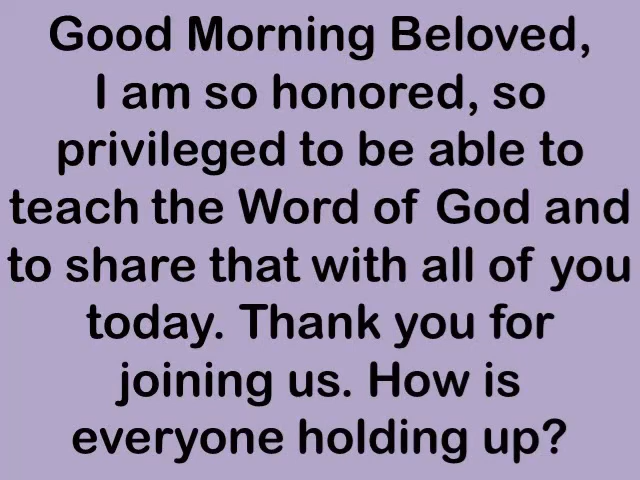 Good Morning Beloved,
I am so honored, so
privileged to be able to
teach the Word of God and
to share that with all of you
today. Thank you for
joining us. How is
everyone holding up?